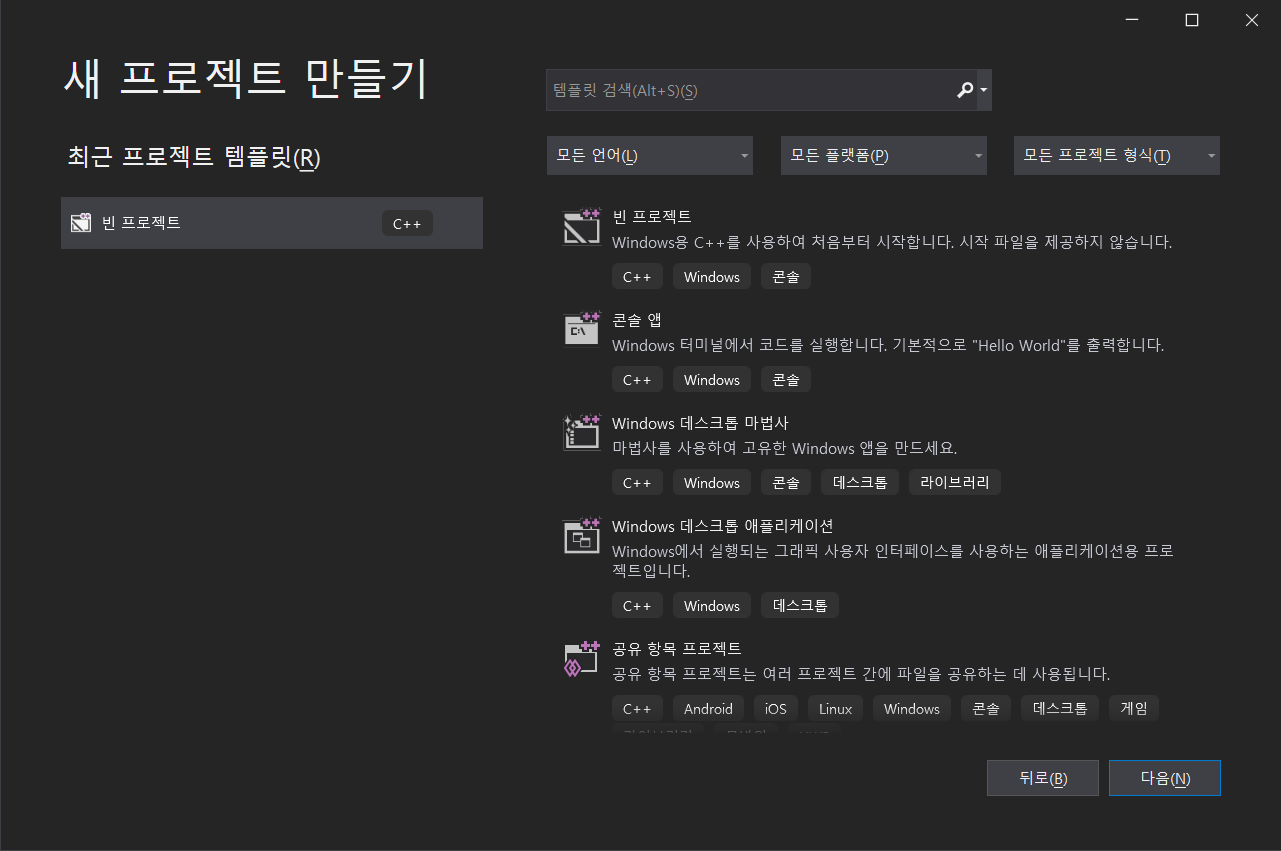 새 프로젝트 만들기
최근 프로젝트 템플릿(R)
빈 프로젝트 C++
템플릿 검색(Alt+S)(S)
모든 언어(L) 모든 플랫폼(P) 모든 프로젝트 형식(T)
빈 프로젝트
Windows용 C++를 사용하여 처음부터 시작합니다. 시작 파일을 제공하지 않습니다.
C++ Windows 콘솔
콘솔 앱
Windows 터미널에서 코드를 실행합니다. 기본적으로 "Hello World"를 출력합니다.
C++ Windows 콘솔
Windows 데스크톱 마법사
마법사를 사용하여 고유한 Windows 앱을 만드세요.
C++ Windows 콘솔 데스크톱 라이브러리
Windows 데스크톱 애플리케이션
Windows에서 실행되는 그래픽 사용자 인터페이스를 사용하는 애플리케이션용 프로
젝트입니다.
C++ Windows 데스크톱
공유 항목 프로젝트
공유 항목 프로젝트는 여러 프로젝트 간에 파일을 공유하는 데 사용됩니다.
C++ Android iOS Linux Windows 콘솔 데스크톱 게임
뒤로(B) 다음(N)